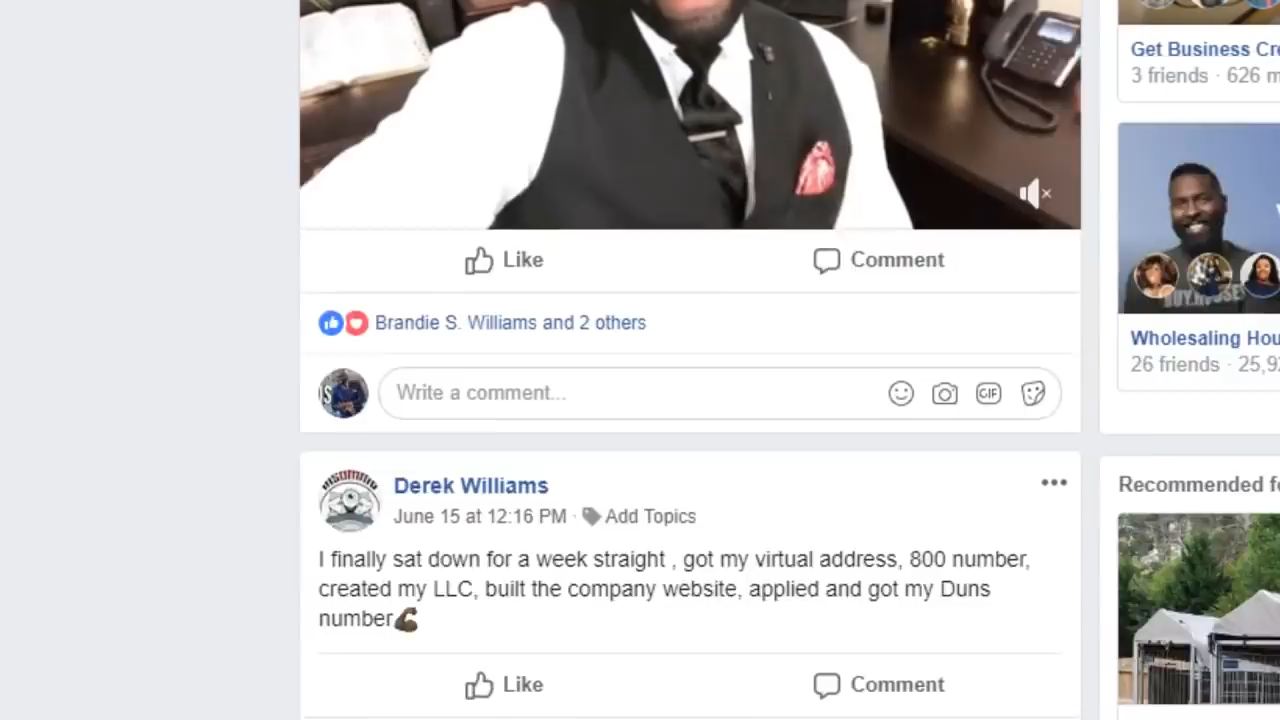 Get Business Cre
3 friends · 626 m
Like
Comment
Brandie S. Williams and 2 others
Write a comment...
GIF
Wholesaling Hou
26 friends · 25,9
Derek Williams
June 15 at 12:16 PM · Add Topics
I finally sat down for a week straight , got my virtual address, 800 number,
created my LLC, built the company website, applied and got my Duns
number
Like
Comment
Recommended fo